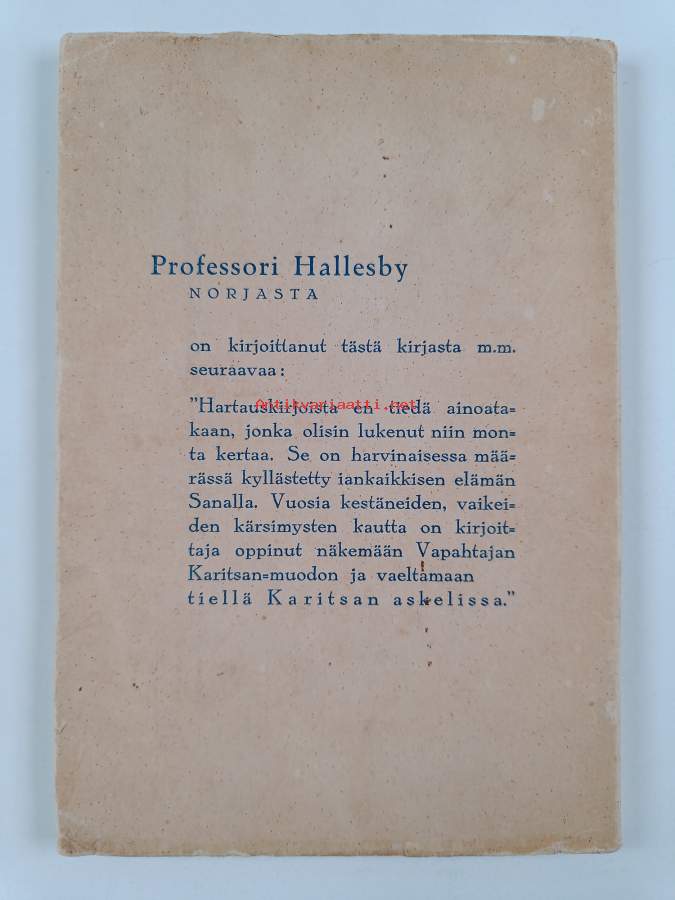 Professori Hallesby
NORJASTA
on kirjoittanut tästä kirjasta m.m.
seuraavaa:
"Hartauskirjoista en tiedä ainoata=
kaan, jonka olisin lukenut niin mon=
ta kertaa. Se on harvinaisessa mää=
rässä kyllästetty iankaikkisen elämän
Sanalla. Vuosia kestäneiden, vaikei=
den kärsimysten kautta on kirjoit=
taja oppinut näkemään Vapahtajan
Karitsan=muodon ja vaeltamaan
tiellä Karitsan askelissa."
Antikvariaatti.net